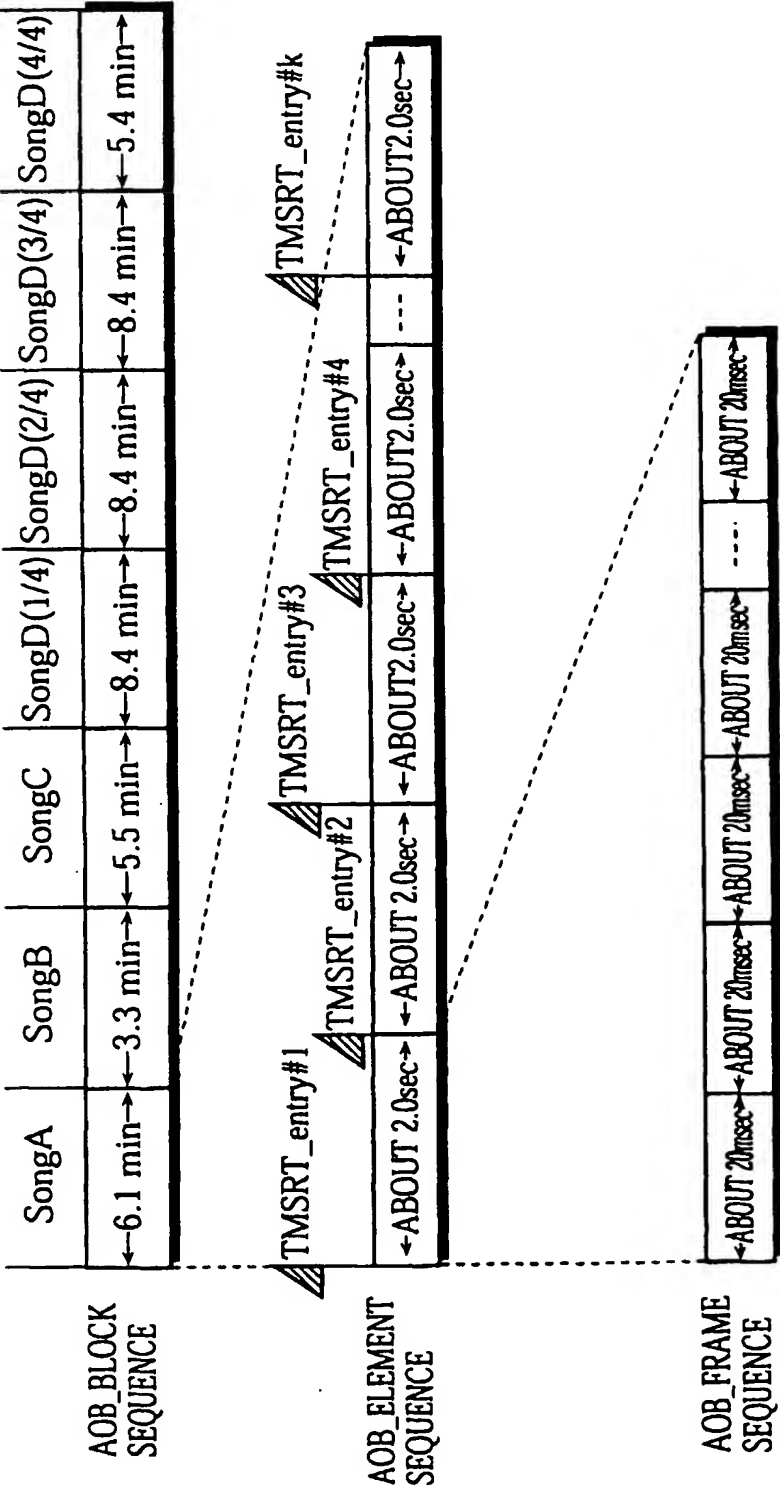 SongA
SongB
SongC
SongD(1/4)
SongD(2/4)
SongD(3/4)
SongD(4/4)
AOB_BLOCK
SEQUENCE
6.1 min
3.3 min
5.5 min
8.4 min
8.4 min
8.4 min
5.4 min
TMSRT_entry#1
TMSRT_entry#2
TMSRT_entry#3
TMSRT_entry#4
TMSRT_entry#k
AOB_ELEMENT
SEQUENCE
ABOUT 2.0sec
ABOUT 2.0sec
ABOUT2.0sec
ABOUT2.0sec
----
ABOUT2.0sec
AOB_FRAME
SEQUENCE
ABOUT 20msec
ABOUT 20msec
ABOUT 20msec
ABOUT 20msec
----
ABOUT 20msec